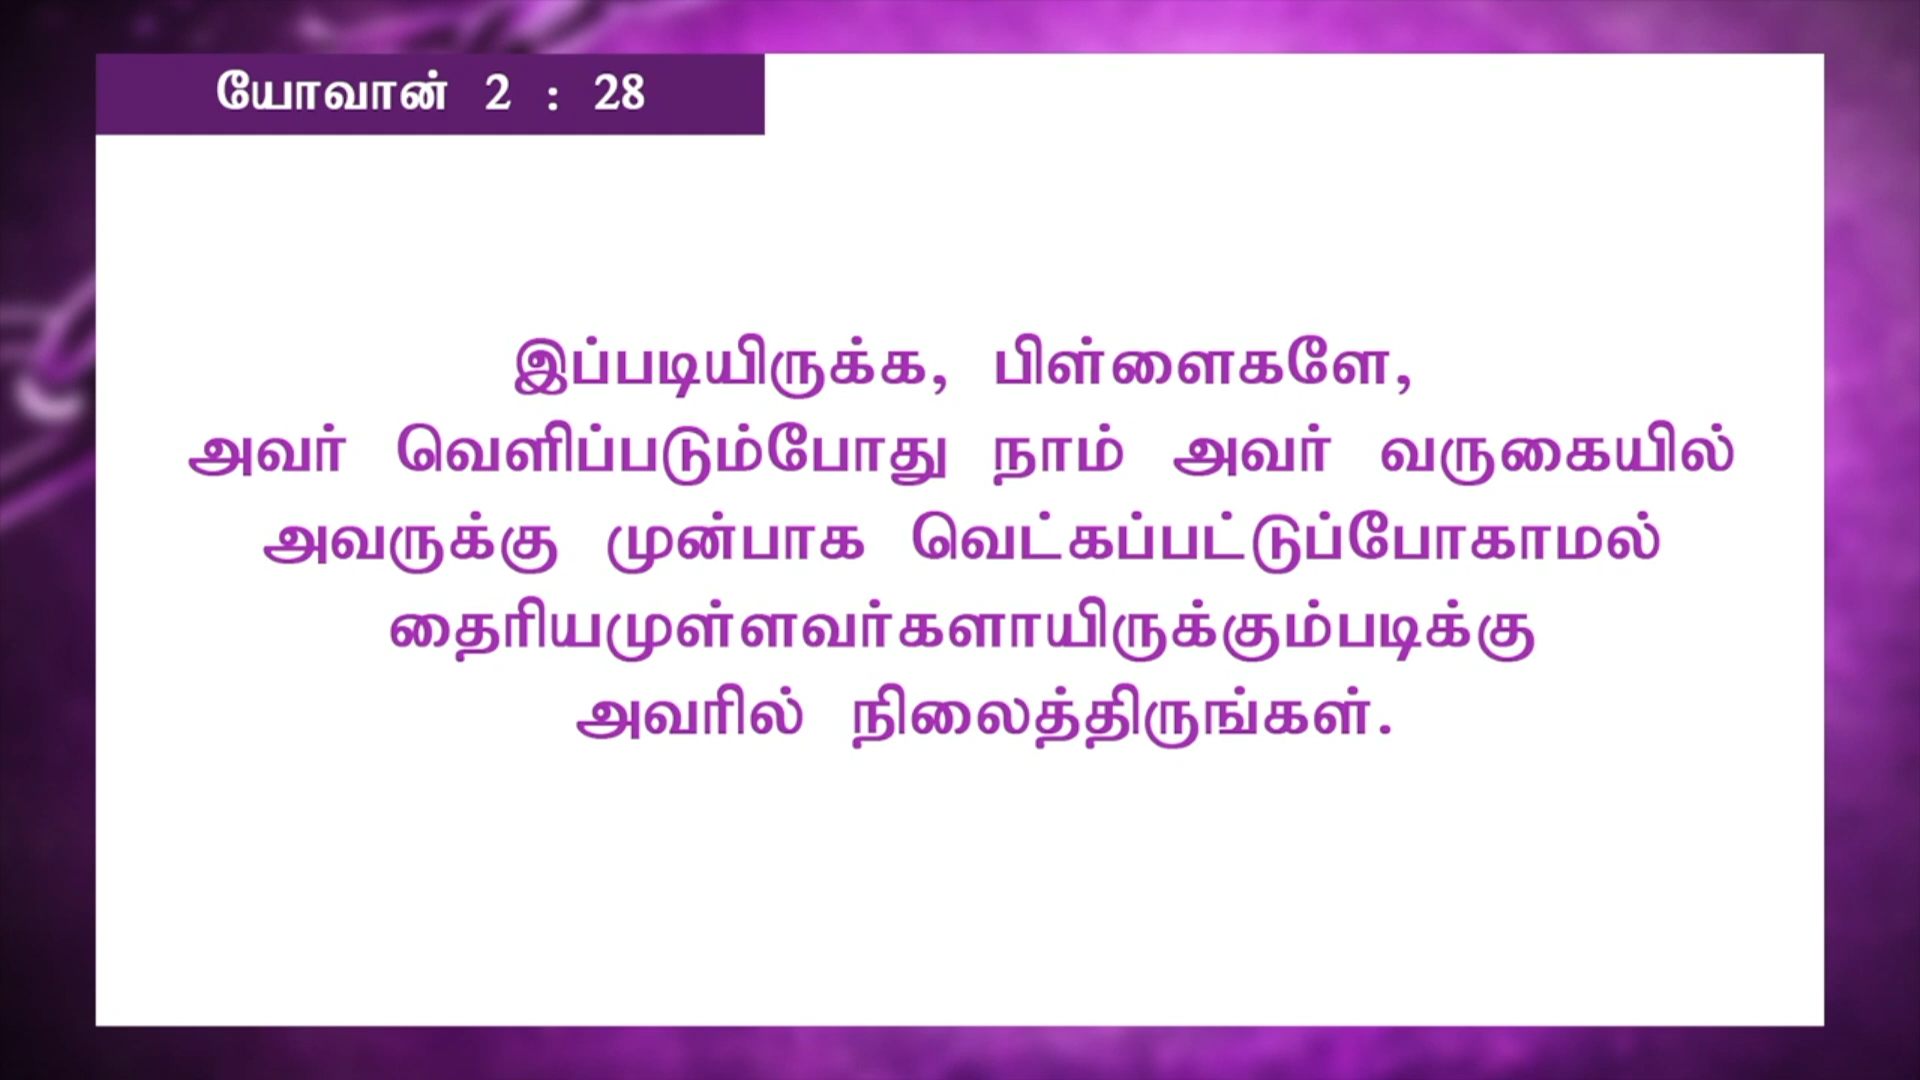 யோவான் 2 : 28
இப்படியிருக்க, பிள்ளைகளே,
அவர் வெளிப்படும்போது நாம் அவர் வருகையில்
அவருக்கு முன்பாக வெட்கப்பட்டுப்போகாமல்
தைரியமுள்ளவர்களாயிருக்கும்படிக்கு
அவரில் நிலைத்திருங்கள்.